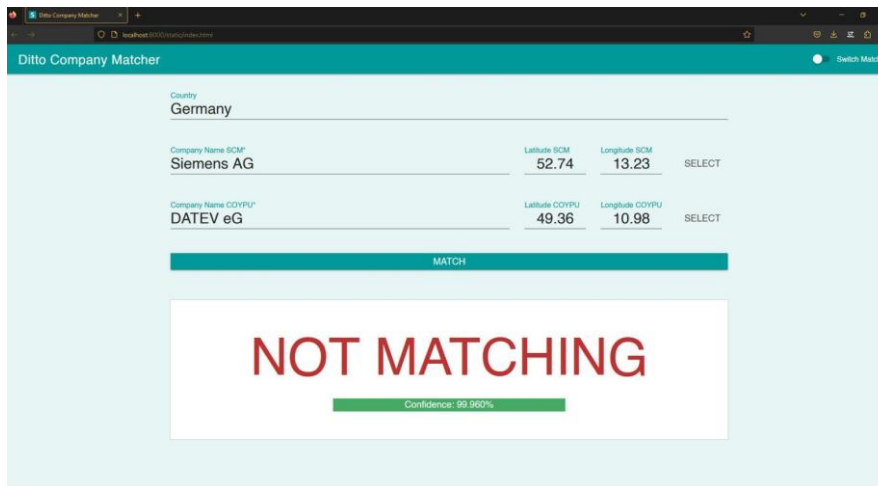 Ditto Company Matcher
localhost:8000/static/index.html
Ditto Company Matcher
Switch Matc
Country
Germany
Company Name SCM*
Latitude SCM
Longitude SCM
Siemens AG
52.74
13.23
SELECT
Company Name COYPU*
Latitude COYPU
Longitude COYPU
DATEV eG
49.36
10.98
SELECT
MATCH
NOT MATCHING
Confidence: 99.960%